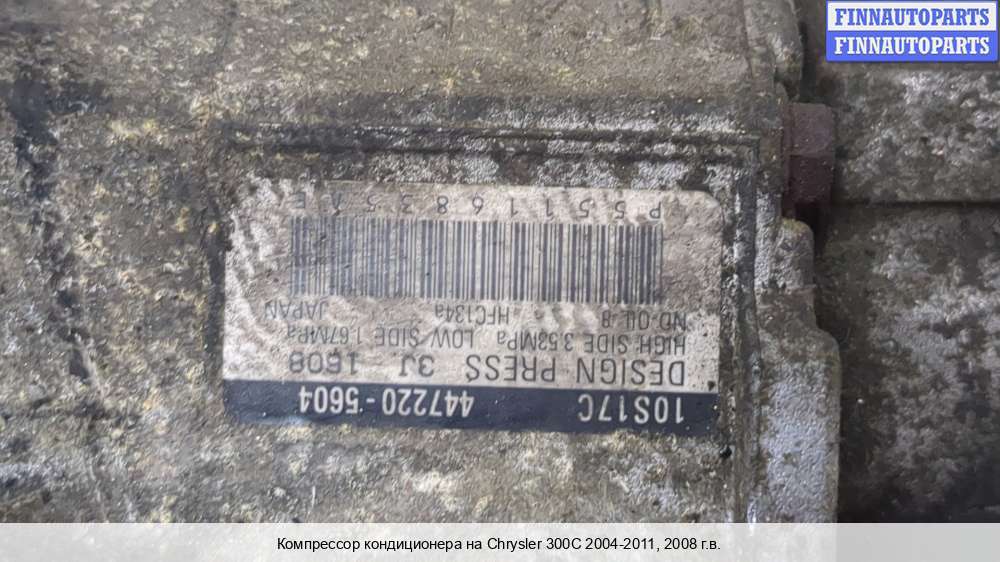 FINNAUTOPARTS
FINNAUTOPARTS
10S17C 447220-5604
DESIGN PRESS 3J 1608
HIGH SIDE 3.53MPa LOW SIDE 1.67MPa
ND-OIL 8 HFC134a JAPAN
Компрессор кондиционера на Chrysler 300C 2004-2011, 2008 г.в.